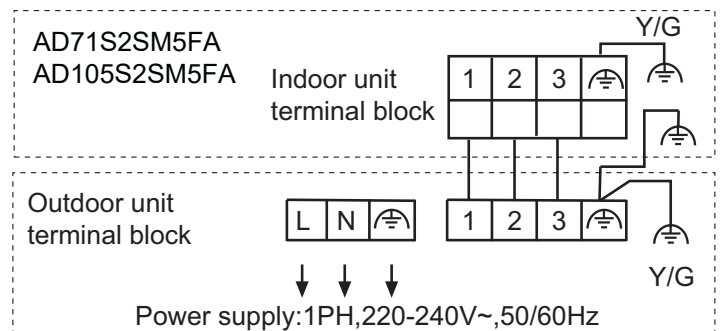 Y/G
AD71S2SM5FA
AD105S2SM5FA
Indoor unit
terminal block
1 2 3
Outdoor unit
terminal block
L N
1 2 3
Y/G
Power supply:1PH,220-240V~,50/60Hz